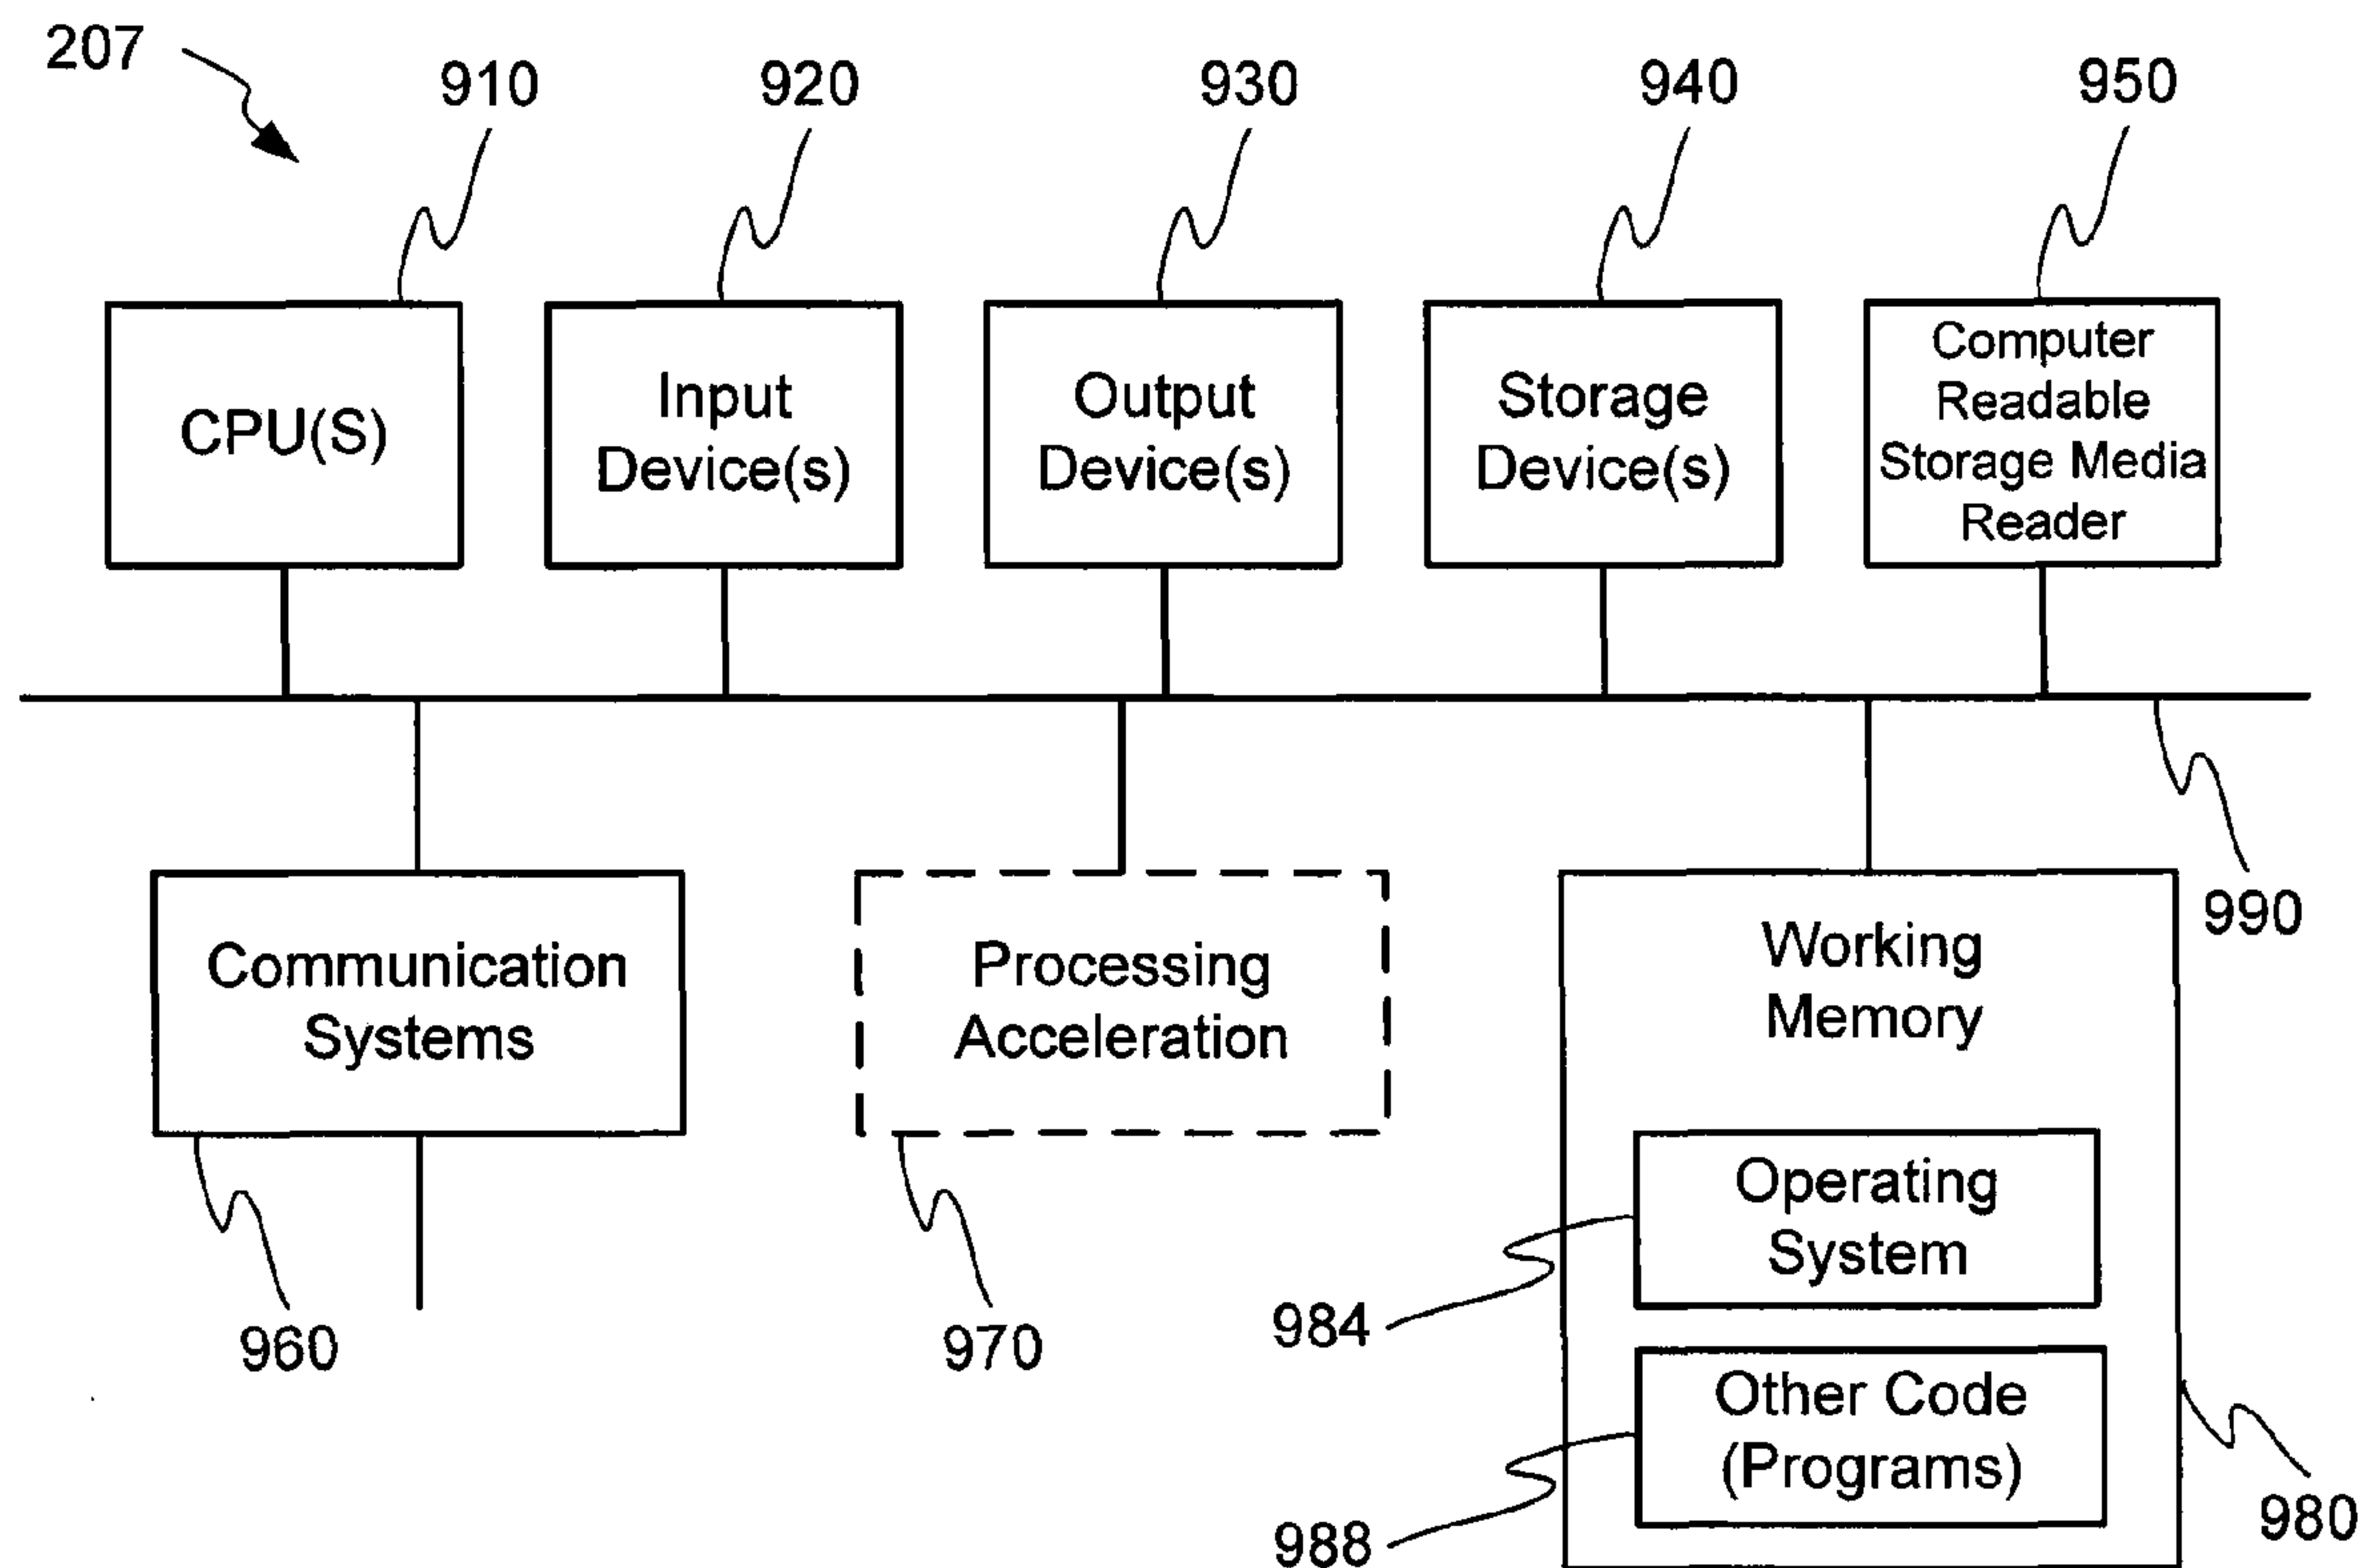 207
910
920
930
940
950
CPU(S)
Input
Device(s)
Output
Device(s)
Storage
Device(s)
Computer
Readable
Storage Media
Reader
990
Communication
Systems
Processing
Acceleration
Working
Memory
Operating
System
Other Code
(Programs)
960
970
984
988
980